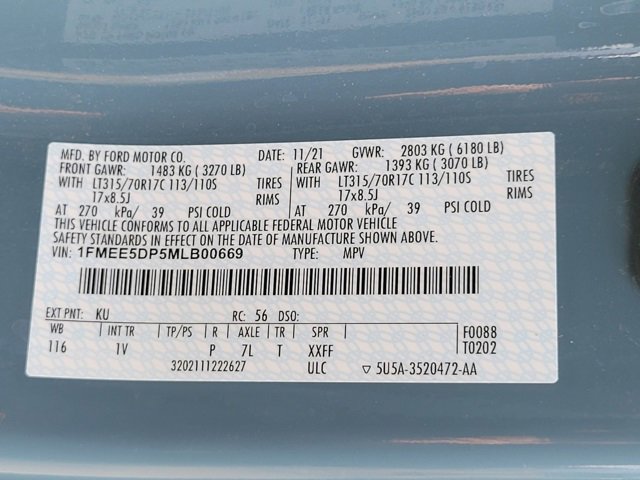 MFD. BY FORD MOTOR CO. DATE: 11/21 GVWR: 2803 KG ( 6180 LB)
FRONT GAWR: 1483 KG ( 3270 LB) REAR GAWR: 1393 KG ( 3070 LB)
WITH LT315/70R17C 113/110S TIRES WITH LT315/70R17C 113/110S TIRES
17x8.5J RIMS 17x8.5J RIMS
AT 270 kPa/ 39 PSI COLD AT 270 kPa/ 39 PSI COLD
THIS VEHICLE CONFORMS TO ALL APPLICABLE FEDERAL MOTOR VEHICLE
SAFETY STANDARDS IN EFFECT ON THE DATE OF MANUFACTURE SHOWN ABOVE.
VIN: 1FMEE5DP5MLB00669 TYPE: MPV
EXT PNT: KU RC: 56 DSO:
WB INT TR TP/PS R AXLE TR SPR F0088
116 1V P 7L T XXFF T0202
3202111222627 ULC ▽ 5U5A-3520472-AA